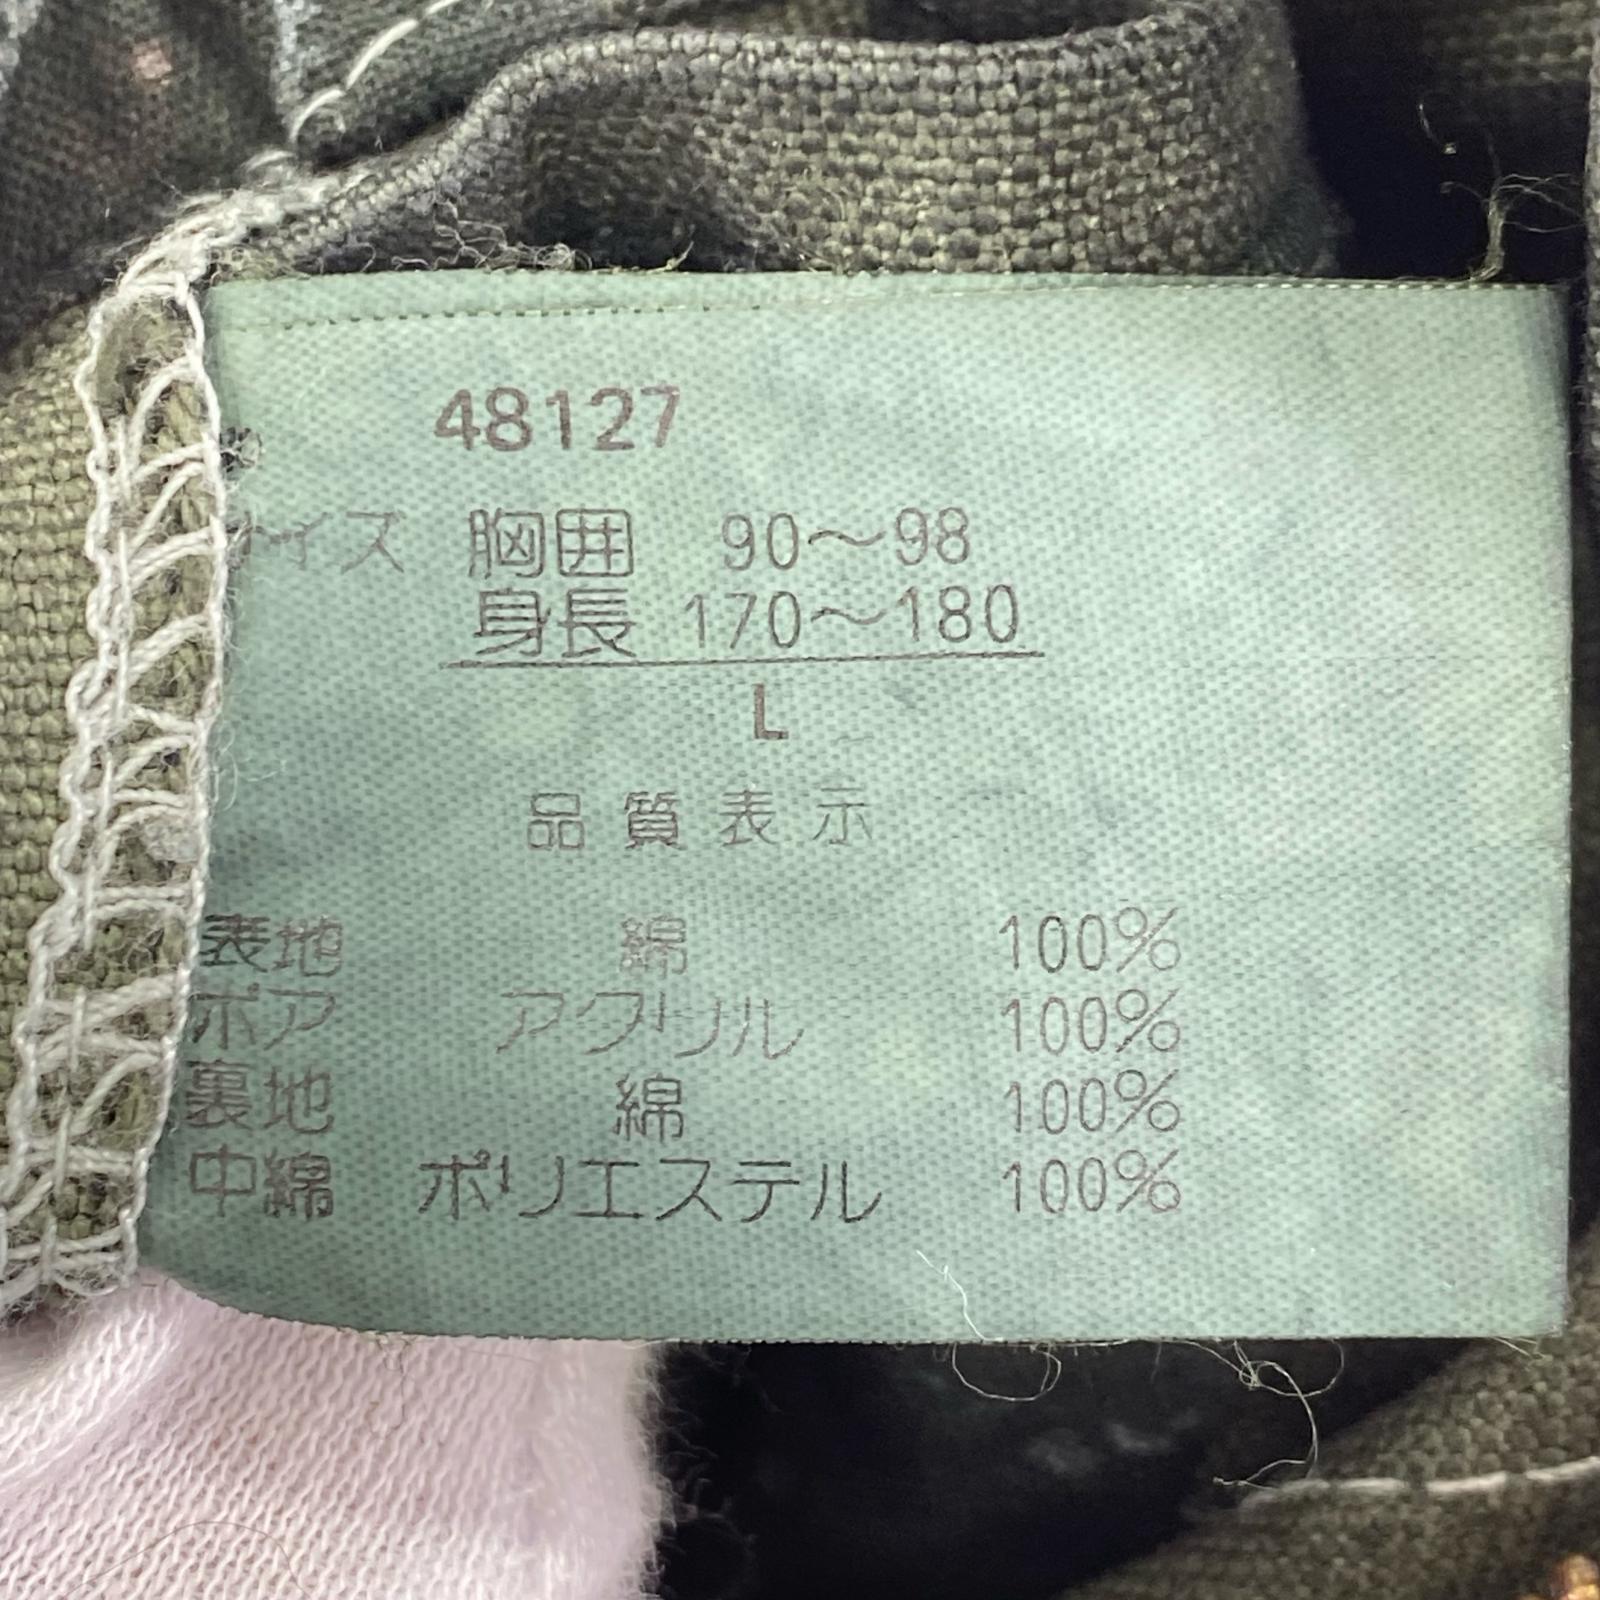 48127
サイズ 胸囲 90～98
身長 170～180
L
品質表示
表地 綿 100%
ボア アクリル 100%
裏地 綿 100%
中綿 ポリエステル 100%